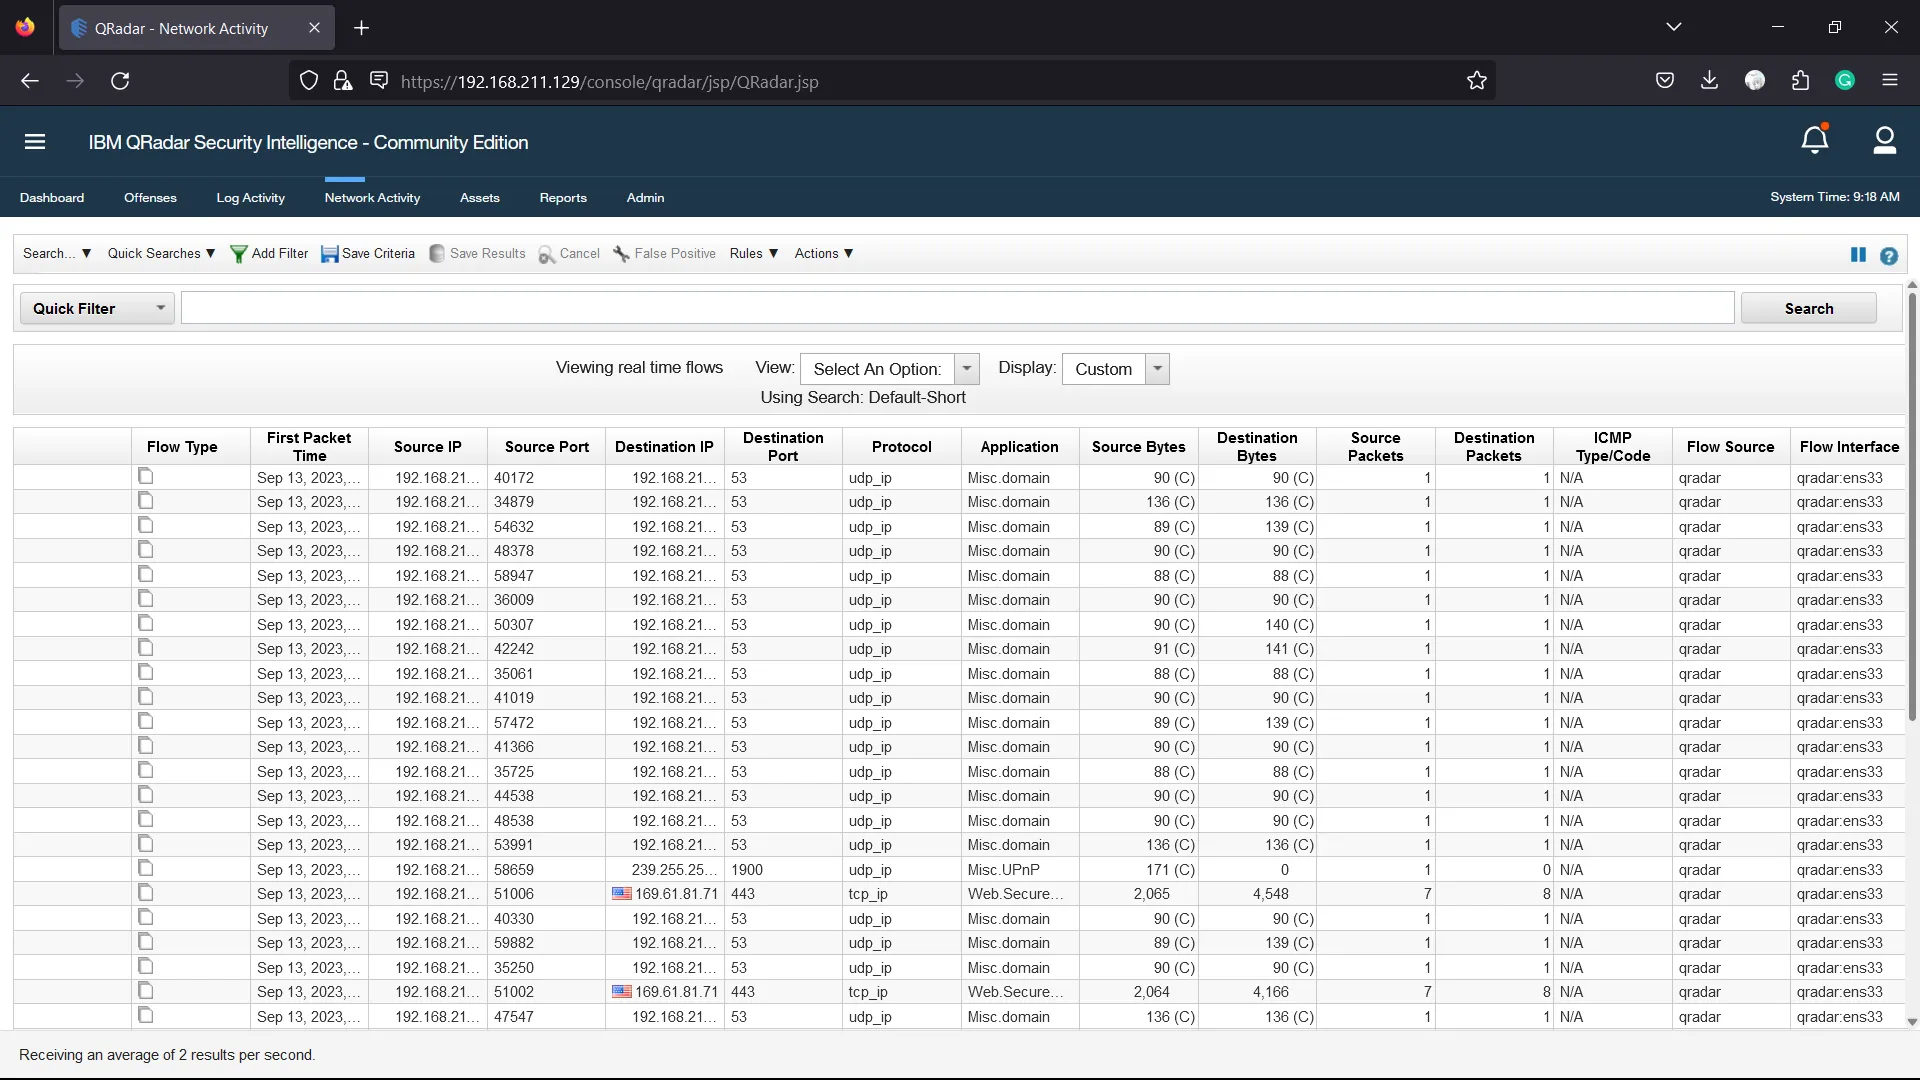 QRadar - Network Activity
https://192.168.211.129/console/qradar/jsp/QRadar.jsp
IBM QRadar Security Intelligence - Community Edition
Dashboard Offenses Log Activity Network Activity Assets Reports Admin System Time: 9:18 AM
Search... ▼ Quick Searches ▼ Add Filter Save Criteria Save Results Cancel False Positive Rules ▼ Actions ▼
Quick Filter Search
Viewing real time flows View: Select An Option: Display: Custom
Using Search: Default-Short
Flow Type First Packet Time Source IP Source Port Destination IP Destination Port Protocol Application Source Bytes Destination Bytes Source Packets Destination Packets ICMP Type/Code Flow Source Flow Interface
Sep 13, 2023,... 192.168.21... 40172 192.168.21... 53 udp_ip Misc.domain 90 (C) 90 (C) 1 1 N/A qradar qradar:ens33
Sep 13, 2023,... 192.168.21... 34879 192.168.21... 53 udp_ip Misc.domain 136 (C) 136 (C) 1 1 N/A qradar qradar:ens33
Sep 13, 2023,... 192.168.21... 54632 192.168.21... 53 udp_ip Misc.domain 89 (C) 139 (C) 1 1 N/A qradar qradar:ens33
Sep 13, 2023,... 192.168.21... 48378 192.168.21... 53 udp_ip Misc.domain 90 (C) 90 (C) 1 1 N/A qradar qradar:ens33
Sep 13, 2023,... 192.168.21... 58947 192.168.21... 53 udp_ip Misc.domain 88 (C) 88 (C) 1 1 N/A qradar qradar:ens33
Sep 13, 2023,... 192.168.21... 36009 192.168.21... 53 udp_ip Misc.domain 90 (C) 90 (C) 1 1 N/A qradar qradar:ens33
Sep 13, 2023,... 192.168.21... 50307 192.168.21... 53 udp_ip Misc.domain 90 (C) 140 (C) 1 1 N/A qradar qradar:ens33
Sep 13, 2023,... 192.168.21... 42242 192.168.21... 53 udp_ip Misc.domain 91 (C) 141 (C) 1 1 N/A qradar qradar:ens33
Sep 13, 2023,... 192.168.21... 35061 192.168.21... 53 udp_ip Misc.domain 88 (C) 88 (C) 1 1 N/A qradar qradar:ens33
Sep 13, 2023,... 192.168.21... 41019 192.168.21... 53 udp_ip Misc.domain 90 (C) 90 (C) 1 1 N/A qradar qradar:ens33
Sep 13, 2023,... 192.168.21... 57472 192.168.21... 53 udp_ip Misc.domain 89 (C) 139 (C) 1 1 N/A qradar qradar:ens33
Sep 13, 2023,... 192.168.21... 41366 192.168.21... 53 udp_ip Misc.domain 90 (C) 90 (C) 1 1 N/A qradar qradar:ens33
Sep 13, 2023,... 192.168.21... 35725 192.168.21... 53 udp_ip Misc.domain 88 (C) 88 (C) 1 1 N/A qradar qradar:ens33
Sep 13, 2023,... 192.168.21... 44538 192.168.21... 53 udp_ip Misc.domain 90 (C) 90 (C) 1 1 N/A qradar qradar:ens33
Sep 13, 2023,... 192.168.21... 48538 192.168.21... 53 udp_ip Misc.domain 90 (C) 90 (C) 1 1 N/A qradar qradar:ens33
Sep 13, 2023,... 192.168.21... 53991 192.168.21... 53 udp_ip Misc.domain 136 (C) 136 (C) 1 1 N/A qradar qradar:ens33
Sep 13, 2023,... 192.168.21... 58659 239.255.25... 1900 udp_ip Misc.UPnP 171 (C) 0 1 0 N/A qradar qradar:ens33
Sep 13, 2023,... 192.168.21... 51006 169.61.81.71 443 tcp_ip Web.Secure... 2,065 4,548 7 8 N/A qradar qradar:ens33
Sep 13, 2023,... 192.168.21... 40330 192.168.21... 53 udp_ip Misc.domain 90 (C) 90 (C) 1 1 N/A qradar qradar:ens33
Sep 13, 2023,... 192.168.21... 59882 192.168.21... 53 udp_ip Misc.domain 89 (C) 139 (C) 1 1 N/A qradar qradar:ens33
Sep 13, 2023,... 192.168.21... 35250 192.168.21... 53 udp_ip Misc.domain 90 (C) 90 (C) 1 1 N/A qradar qradar:ens33
Sep 13, 2023,... 192.168.21... 51002 169.61.81.71 443 tcp_ip Web.Secure... 2,064 4,166 7 8 N/A qradar qradar:ens33
Sep 13, 2023,... 192.168.21... 47547 192.168.21... 53 udp_ip Misc.domain 136 (C) 136 (C) 1 1 N/A qradar qradar:ens33
Receiving an average of 2 results per second.